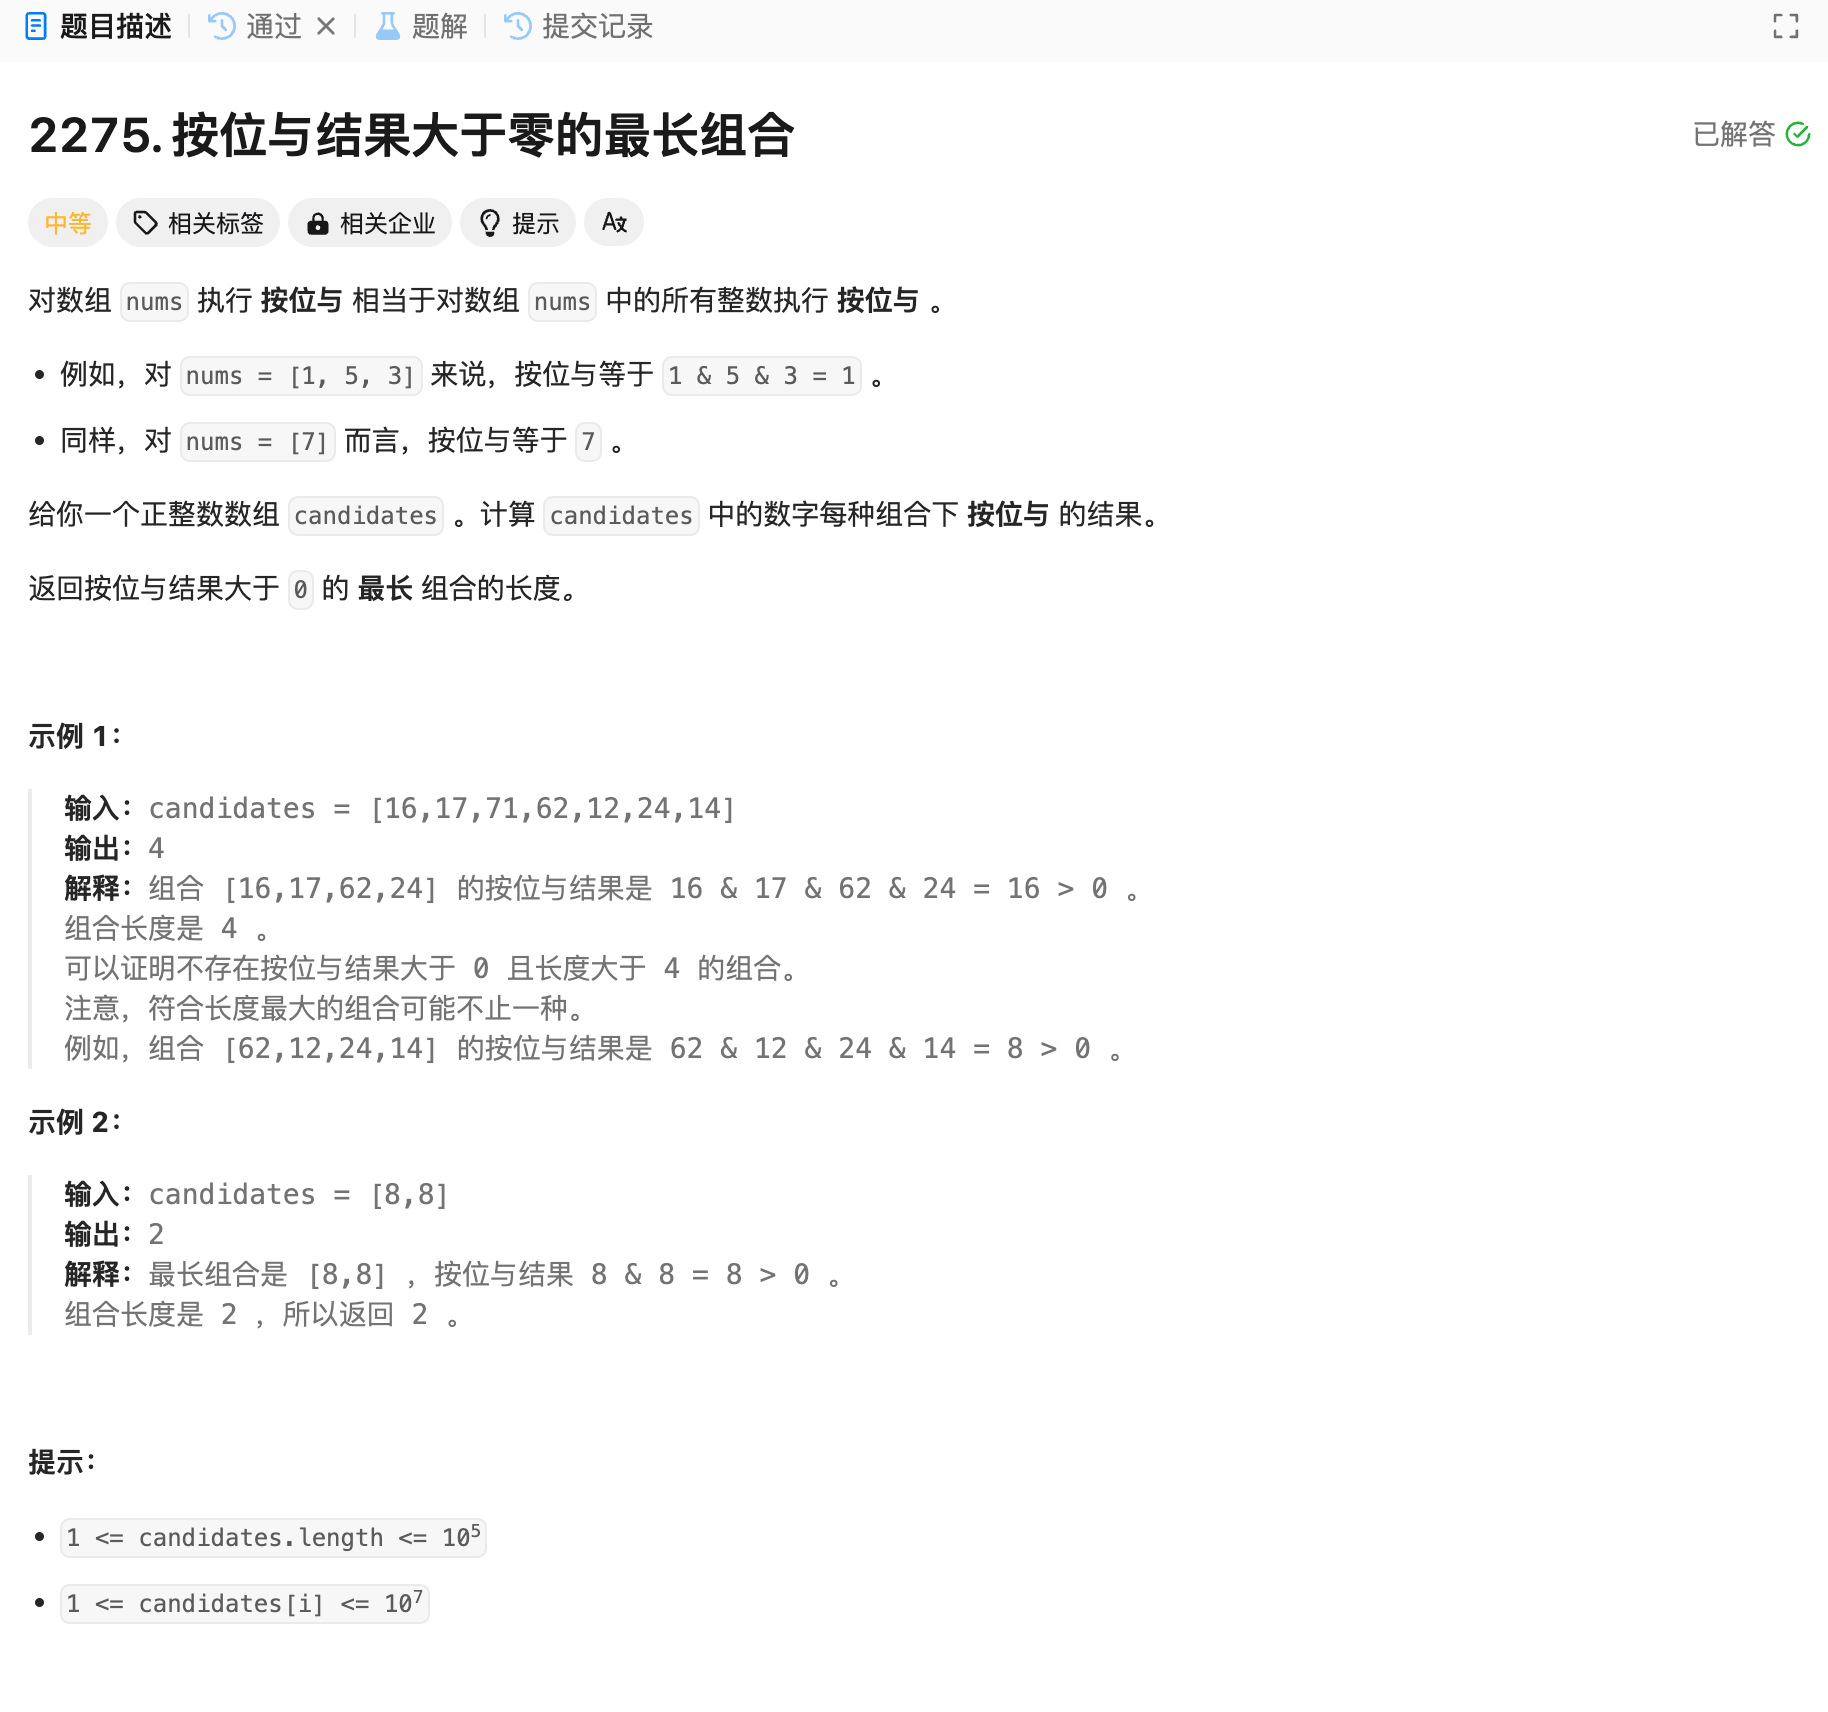 题目描述 通过 题解 提交记录
2275. 按位与结果大于零的最长组合
已解答
中等 相关标签 相关企业 提示 A文
对数组 nums 执行 按位与 相当于对数组 nums 中的所有整数执行 按位与 。
• 例如，对 nums = [1, 5, 3] 来说，按位与等于 1 & 5 & 3 = 1 。
• 同样，对 nums = [7] 而言，按位与等于 7 。
给你一个正整数数组 candidates 。计算 candidates 中的数字每种组合下 按位与 的结果。
返回按位与结果大于 0 的 最长 组合的长度。
示例 1：
输入：candidates = [16,17,71,62,12,24,14]
输出：4
解释：组合 [16,17,62,24] 的按位与结果是 16 & 17 & 62 & 24 = 16 > 0 。
组合长度是 4 。
可以证明不存在按位与结果大于 0 且长度大于 4 的组合。
注意，符合长度最大的组合可能不止一种。
例如，组合 [62,12,24,14] 的按位与结果是 62 & 12 & 24 & 14 = 8 > 0 。
示例 2：
输入：candidates = [8,8]
输出：2
解释：最长组合是 [8,8] ，按位与结果 8 & 8 = 8 > 0 。
组合长度是 2 ，所以返回 2 。
提示：
• 1 <= candidates.length <= 10⁵
• 1 <= candidates[i] <= 10⁷